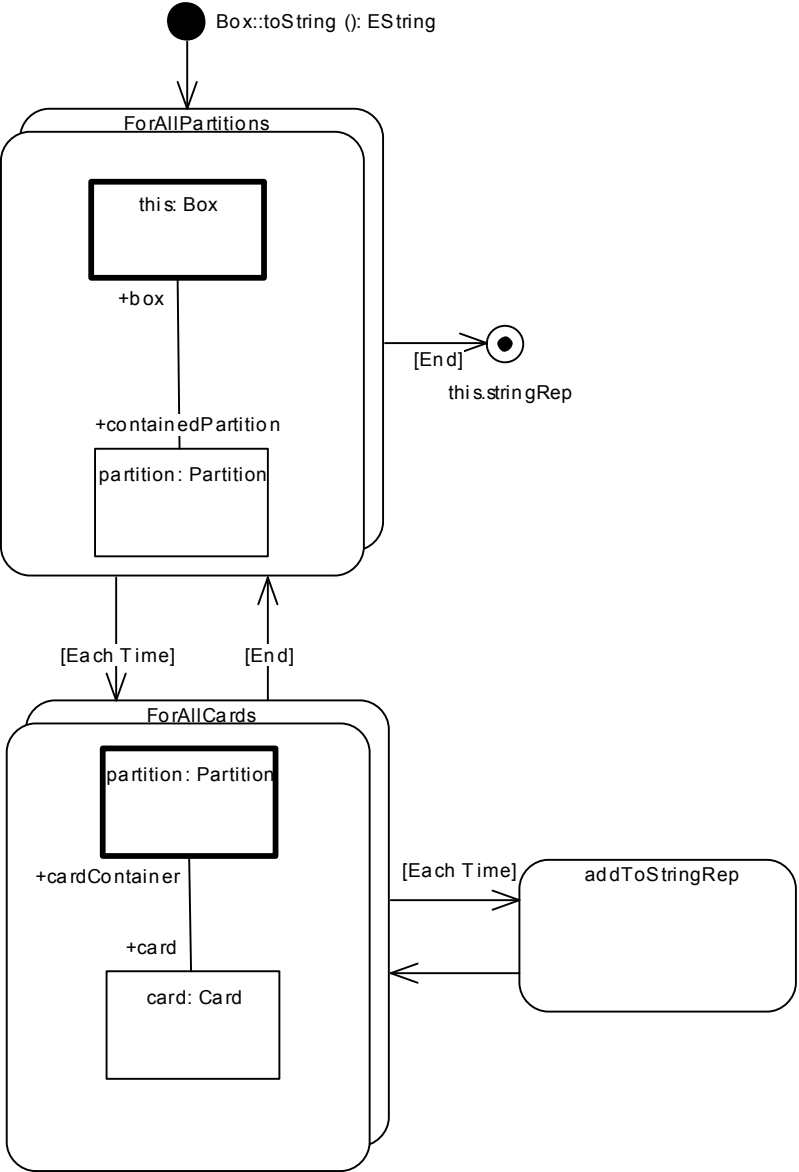 Box::toString (): EString
ForAllPartitions
this: Box
+box
[End]
this.stringRep
+containedPartition
partition: Partition
[Each Time]
[End]
ForAllCards
partition: Partition
+cardContainer
[Each Time]
addToStringRep
+card
card: Card